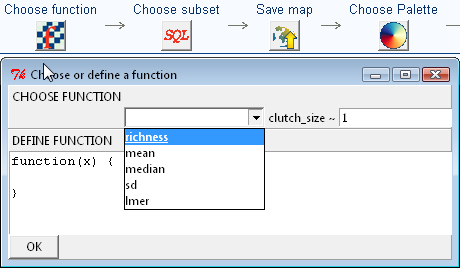 Choose function Choose subset Save map Choose Palette
SQL
Choose or define a function
CHOOSE FUNCTION
clutch_size ~ 1
DEFINE FUNCTION
richness
function(x) {
mean
median
sd
}
lmer
OK